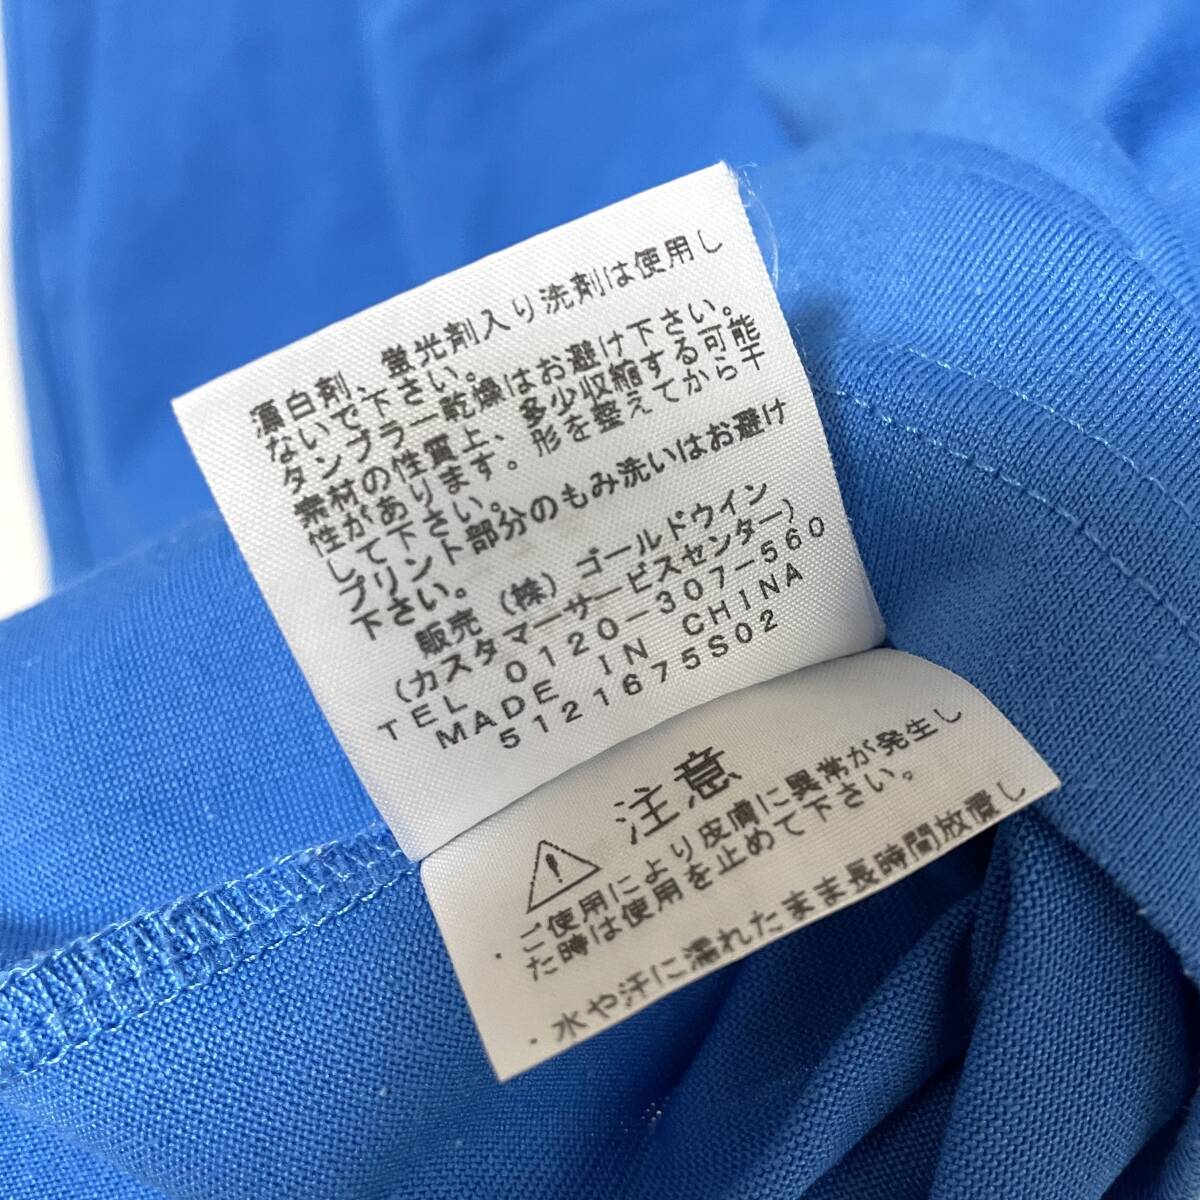 漂白剤、蛍光剤入り洗剤は使用し
ないで下さい。
タンブラー乾燥はお避け下さい。
素材の性質上、多少収縮する可能
性があります。形を整えてから干
して下さい。
プリント部分のもみ洗いはお避け
下さい。
販売 (株) ゴールドウイン
(カスタマーサービスセンター)
TEL 0120-307-560
MADE IN CHINA
5121675S02
注意
・ご使用により皮膚に異常が発生し
た時は使用を止めて下さい。
・水や汗に濡れたまま長時間放置し